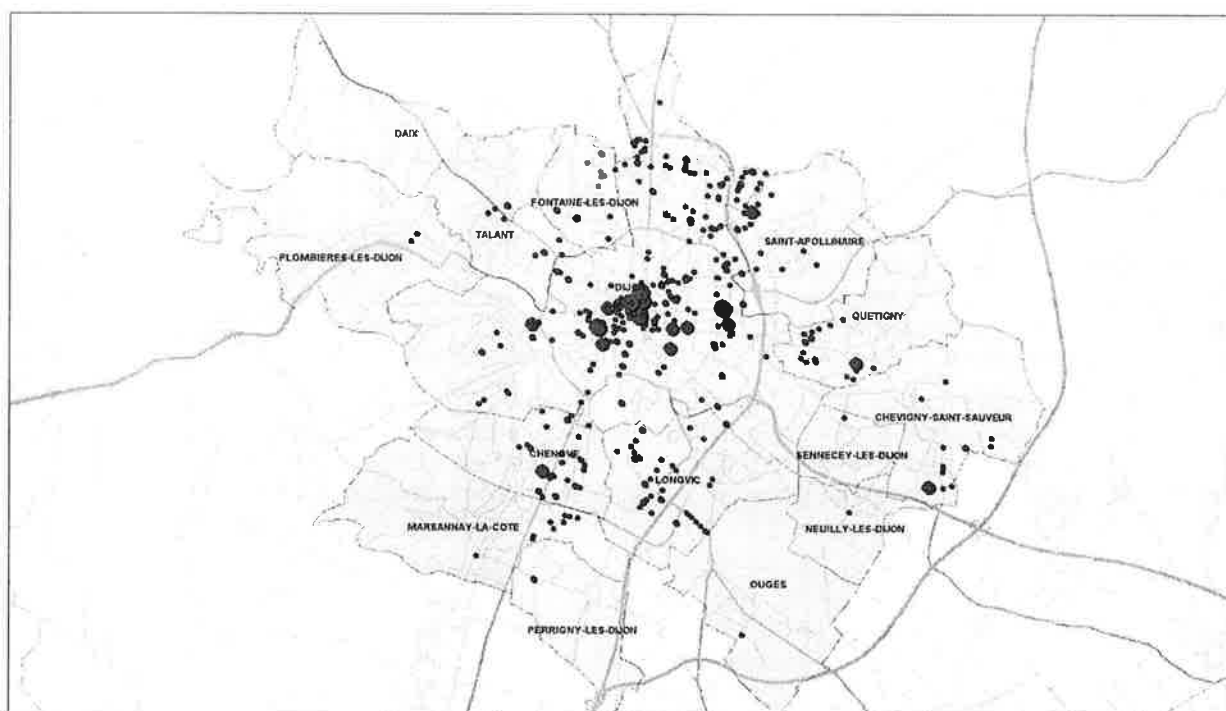 DAIX
FONTAINE-LES-DIJON
TALANT
SAINT-APOLLINAIRE
PLOMBIERES-LES-DIJON
DIJ
QUETIGNY
CHEVIGNY-SAINT-SAUVEUR
CHENOVE
SENNECEY-LES-DIJON
LONGVIC
MARSANNAY-LA-COTE
NEUILLY-LES-DIJON
OUGES
PERRIGNY-LES-DIJON